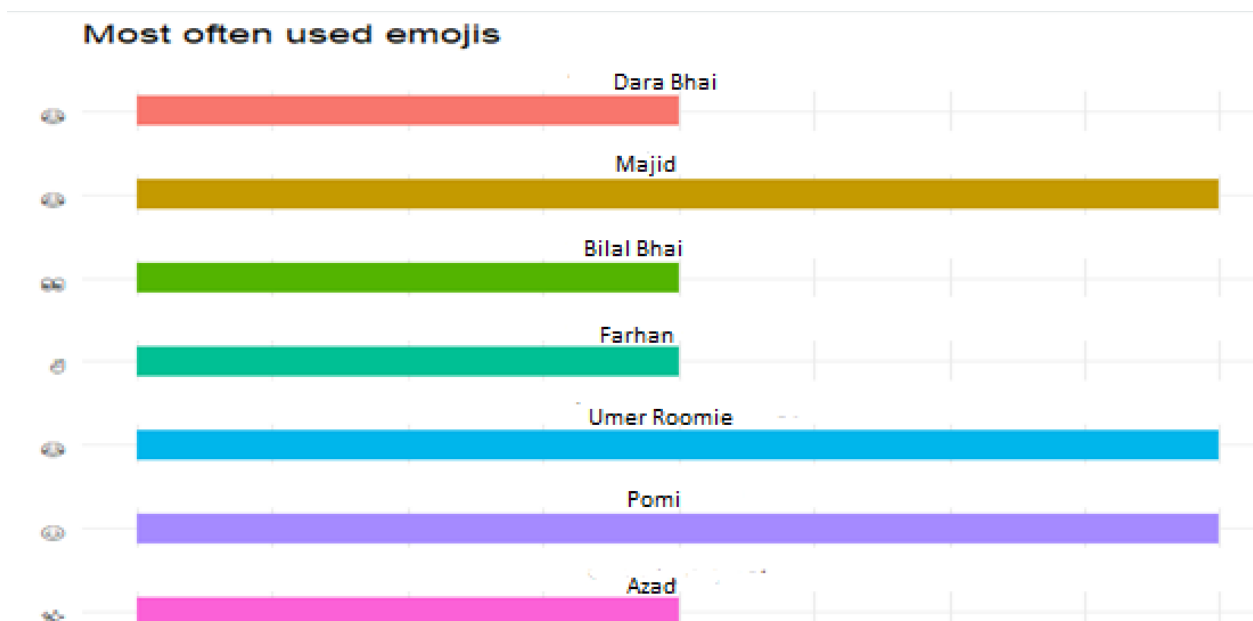 Most often used emojis
Dara Bhai
Majid
Bilal Bhai
Farhan
Umer Roomie
Pomi
Azad